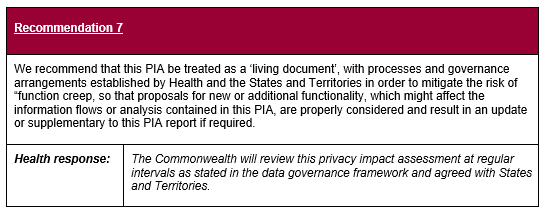 Recommendation 7
We recommend that this PIA be treated as a ‘living document’, with processes and governance
arrangements established by Health and the States and Territories in order to mitigate the risk of
“function creep, so that proposals for new or additional functionality, which might affect the
information flows or analysis contained in this PIA, are properly considered and result in an update
or supplementary to this PIA report if required.
Health response:
The Commonwealth will review this privacy impact assessment at regular
intervals as stated in the data governance framework and agreed with States
and Territories.